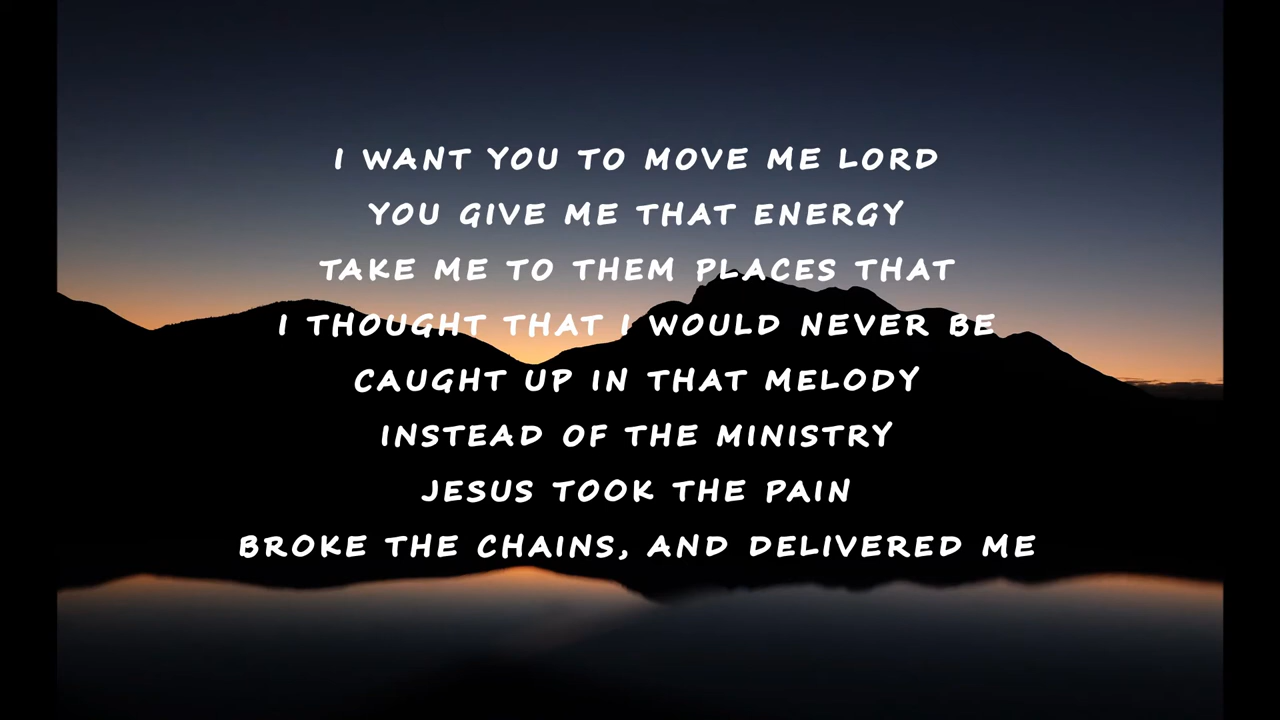 I WANT YOU TO MOVE ME LORD
YOU GIVE ME THAT ENERGY
TAKE ME TO THEM PLACES THAT
I THOUGHT THAT I WOULD NEVER BE
CAUGHT UP IN THAT MELODY
INSTEAD OF THE MINISTRY
JESUS TOOK THE PAIN
BROKE THE CHAINS, AND DELIVERED ME